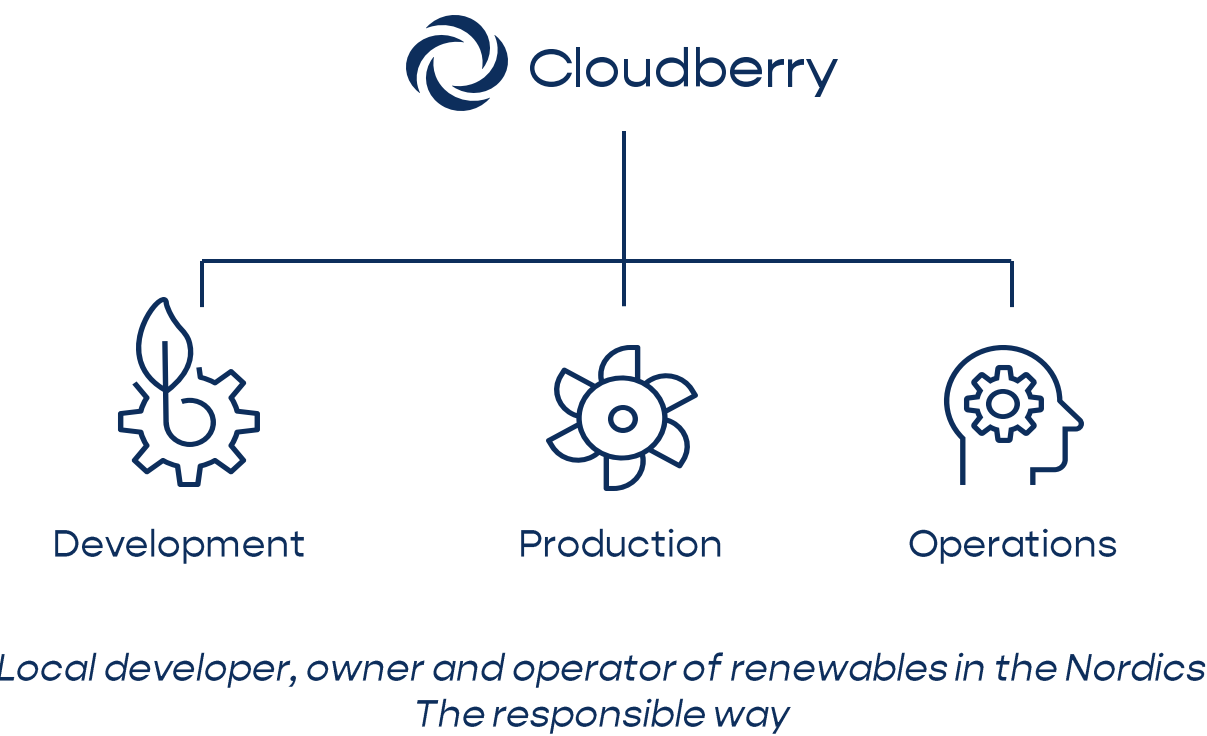 Cloudberry
Development Production Operations
Local developer, owner and operator of renewables in the Nordics
The responsible way